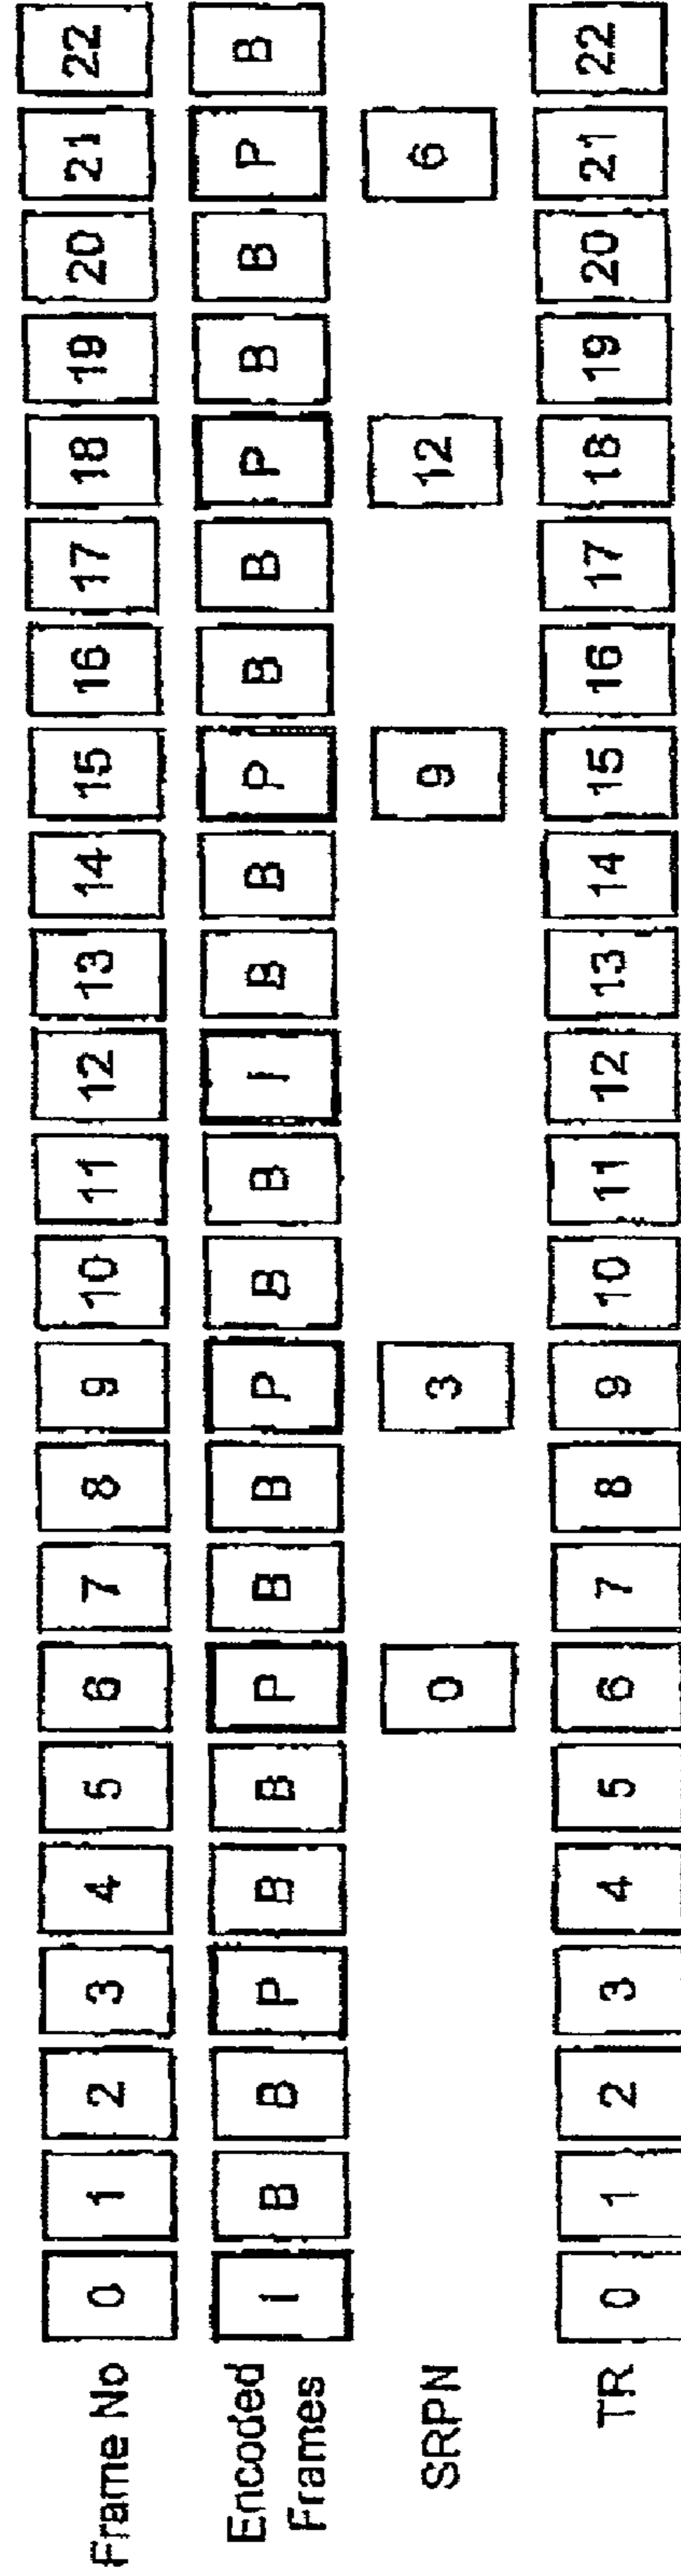 Frame No 0 1 2 3 4 5 6 7 8 9 10 11 12 13 14 15 16 17 18 19 20 21 22
Encoded Frames I B B P B B P B B P B B I B B P B B P B B P B
SRPN 0 3 9 12 6
TR 0 1 2 3 4 5 6 7 8 9 10 11 12 13 14 15 16 17 18 19 20 21 22